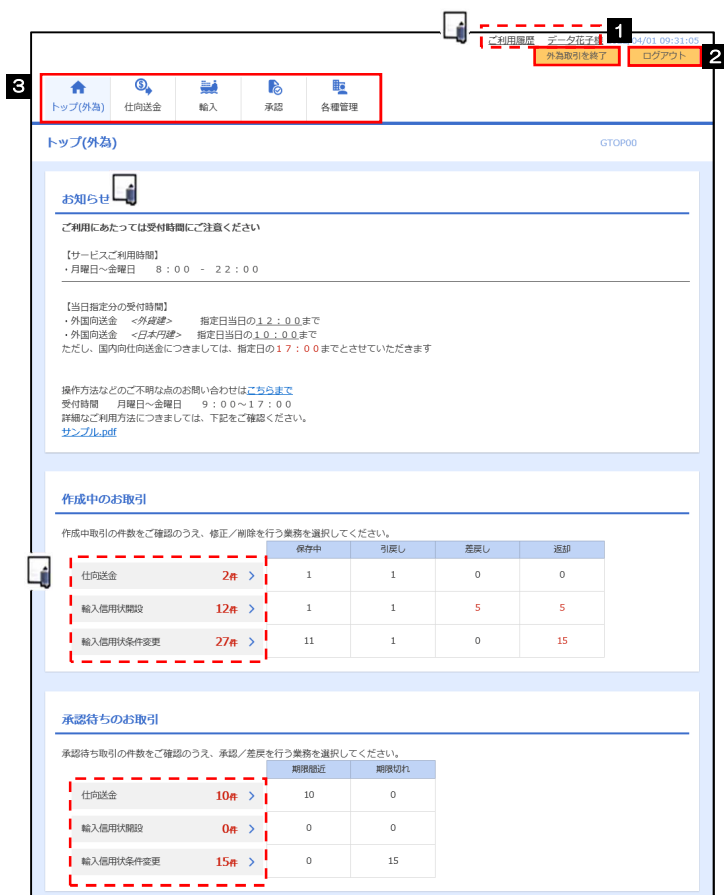 ご利用履歴 データ花子様 04/01 09:31:05
1
外為取引を終了 ログアウト
2
3
トップ(外為) 仕向送金 輸入 承認 各種管理
トップ(外為) GTOP00
お知らせ
ご利用にあたっては受付時間にご注意ください
【サービスご利用時間】
・月曜日～金曜日 8：00 - 22：00
【当日指定分の受付時間】
・外国向送金 <外貨建> 指定日当日の12：00まで
・外国向送金 <日本円建> 指定日当日の10：00まで
ただし、国内向仕向送金につきましては、指定日の17：00までとさせていただきます
操作方法などのご不明な点のお問い合わせはこちらまで
受付時間 月曜日～金曜日 9：00～17：00
詳細なご利用方法につきましては、下記をご確認ください。
サンプル.pdf
作成中のお取引
作成中取引の件数をご確認のうえ、修正／削除を行う業務を選択してください。
保存中 引戻し 差戻し 返却
仕向送金 2件 1 1 0 0
輸入信用状開設 12件 1 1 5 5
輸入信用状条件変更 27件 11 1 0 15
承認待ちのお取引
承認待ち取引の件数をご確認のうえ、承認／差戻を行う業務を選択してください。
期限間近 期限切れ
仕向送金 10件 10 0
輸入信用状開設 0件 0 0
輸入信用状条件変更 15件 0 15